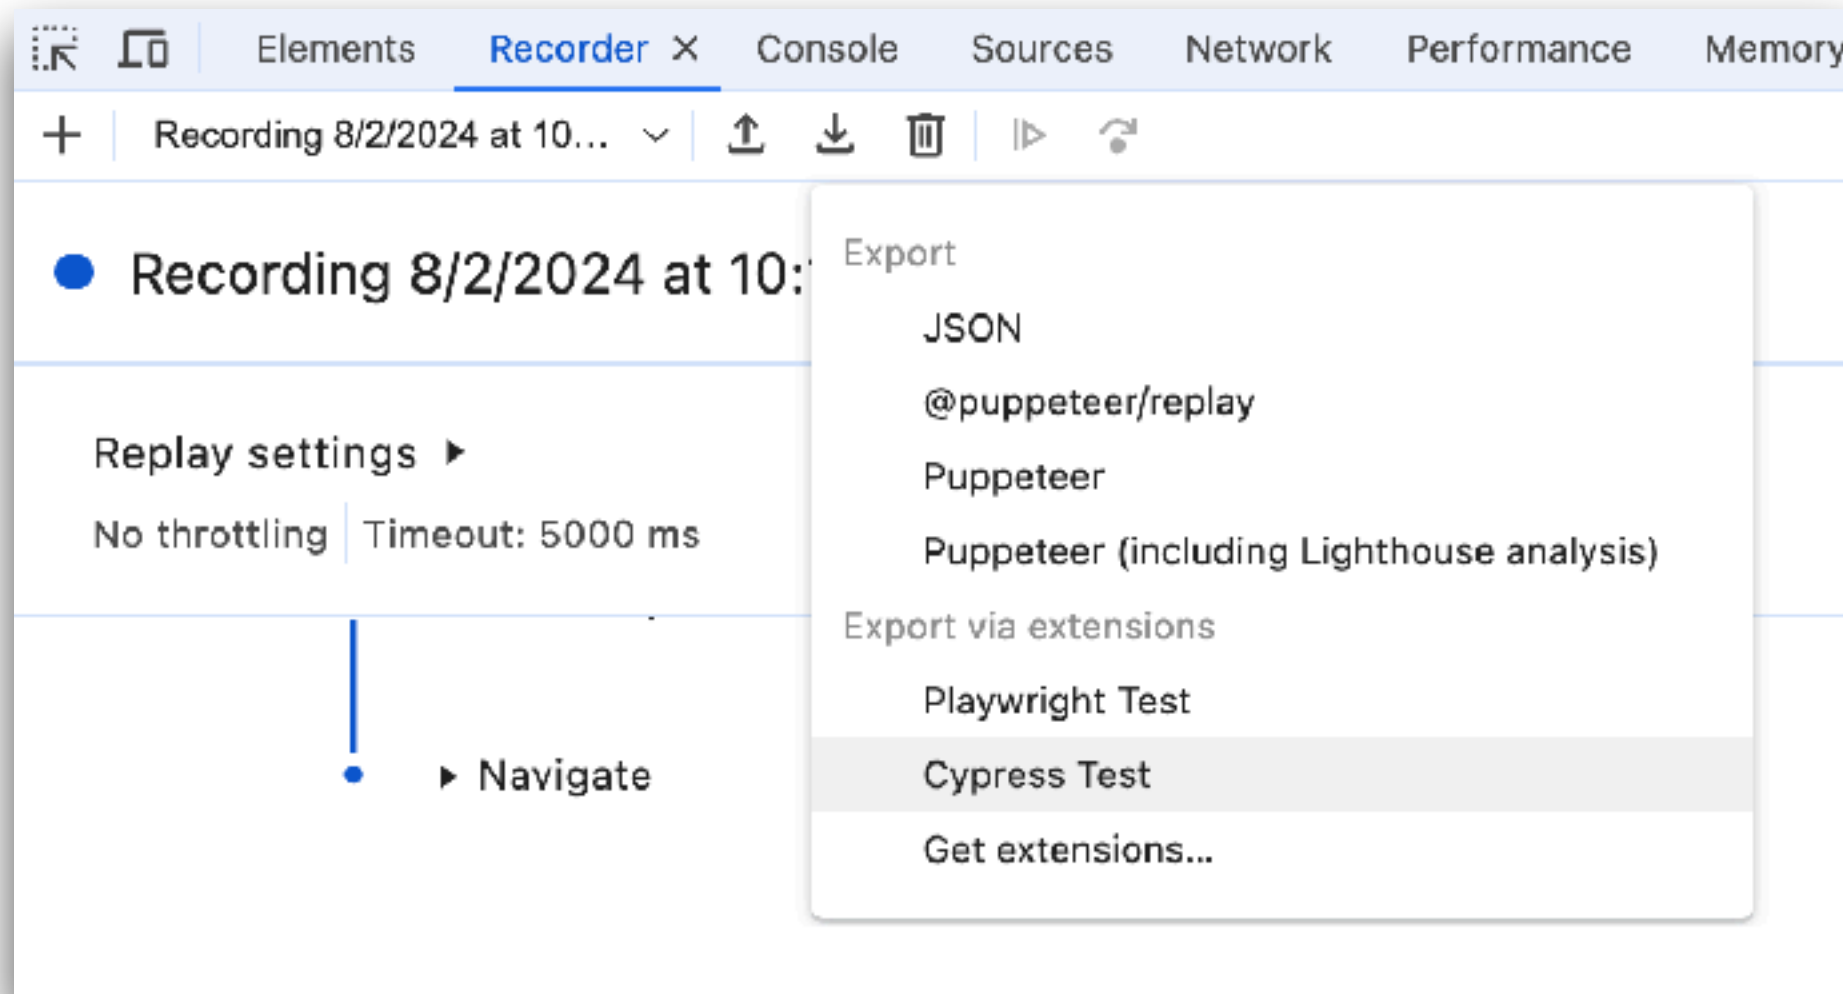 Elements Recorder Console Sources Network Performance Memory
Recording 8/2/2024 at 10...
Recording 8/2/2024 at 10:
Replay settings
No throttling Timeout: 5000 ms
Navigate
Export
JSON
@puppeteer/replay
Puppeteer
Puppeteer (including Lighthouse analysis)
Export via extensions
Playwright Test
Cypress Test
Get extensions...